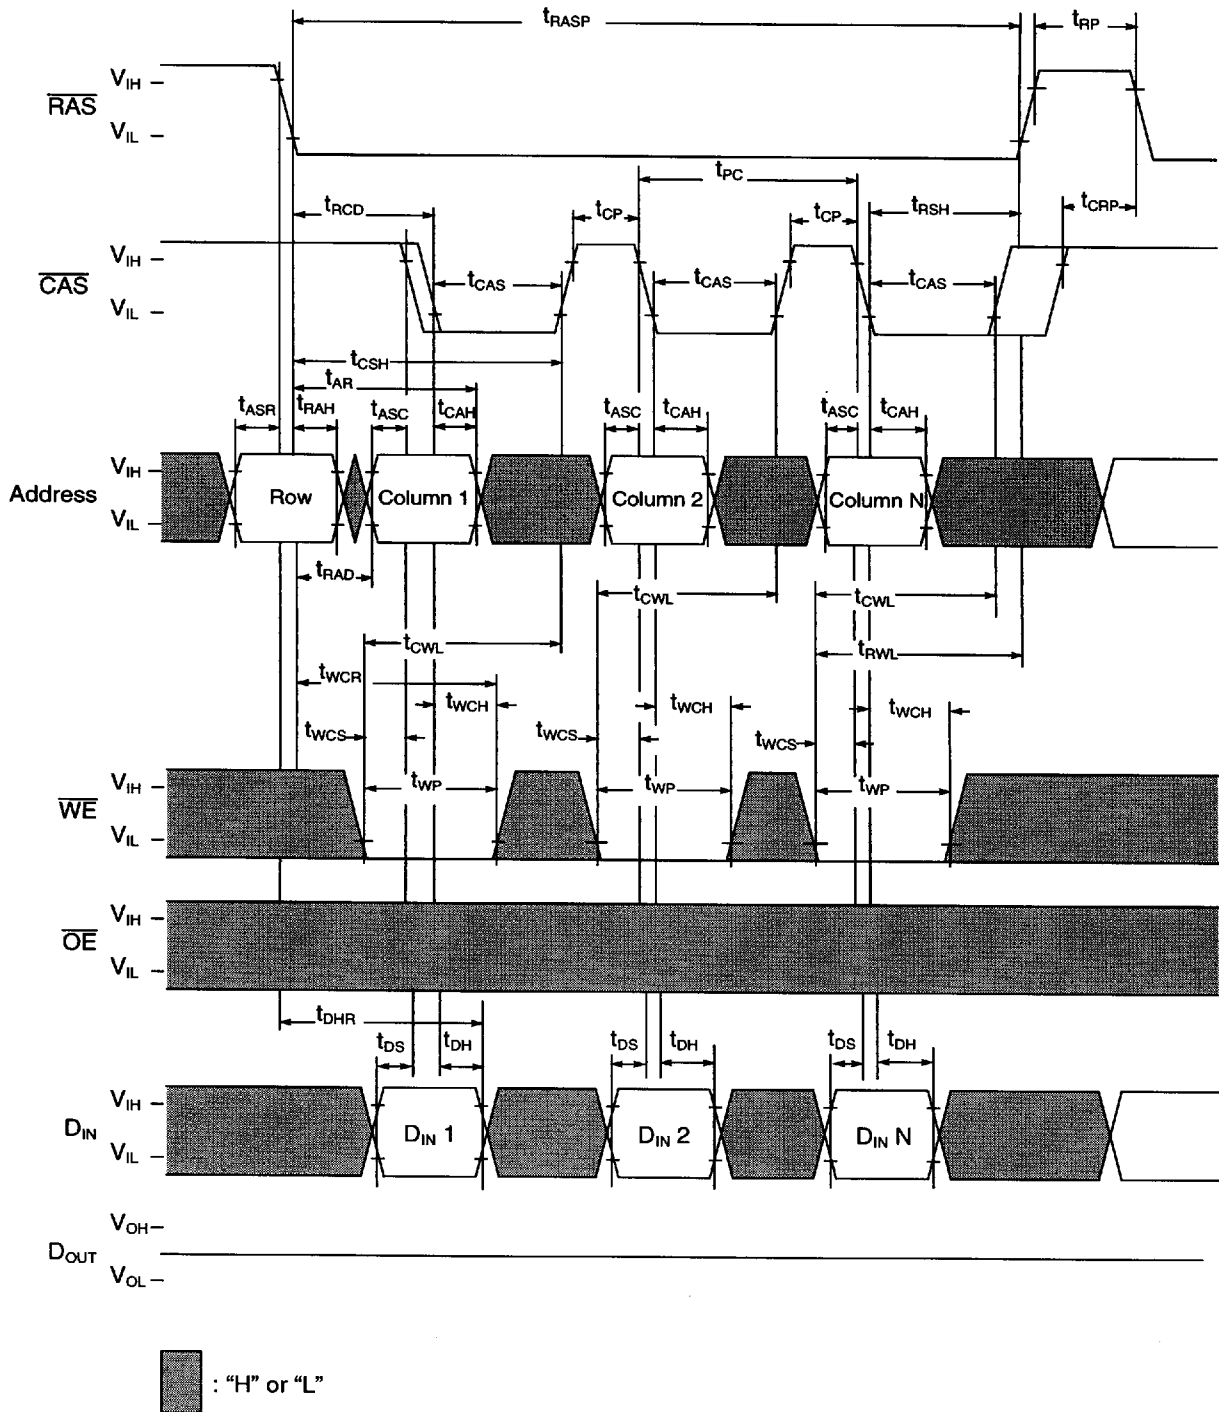 tRASP
tRP
VIH
RAS
VIL
tPC
tRCD
tCP
tCP
tRSH
tCRP
VIH
CAS
VIL
tCAS
tCAS
tCAS
tCSH
tAR
tASR
tRAH
tASC
tCAH
tASC
tCAH
tASC
tCAH
VIH
Address
VIL
Row
Column 1
Column 2
Column N
tRAD
tCWL
tCWL
tCWL
tRWL
tWCR
tWCH
tWCH
tWCH
tWCS
tWCS
tWCS
VIH
WE
VIL
tWP
tWP
tWP
VIH
OE
VIL
tDHR
tDS
tDH
tDS
tDH
tDS
tDH
VIH
DIN
VIL
DIN 1
DIN 2
DIN N
VOH
DOUT
VOL
: “H” or “L”